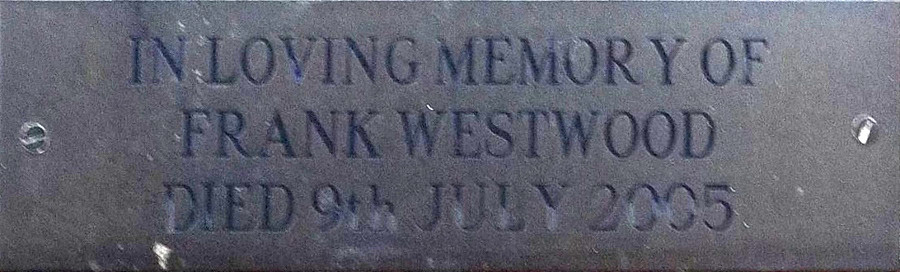 IN LOVING MEMORY OF
FRANK WESTWOOD
DIED 9th JULY 2005